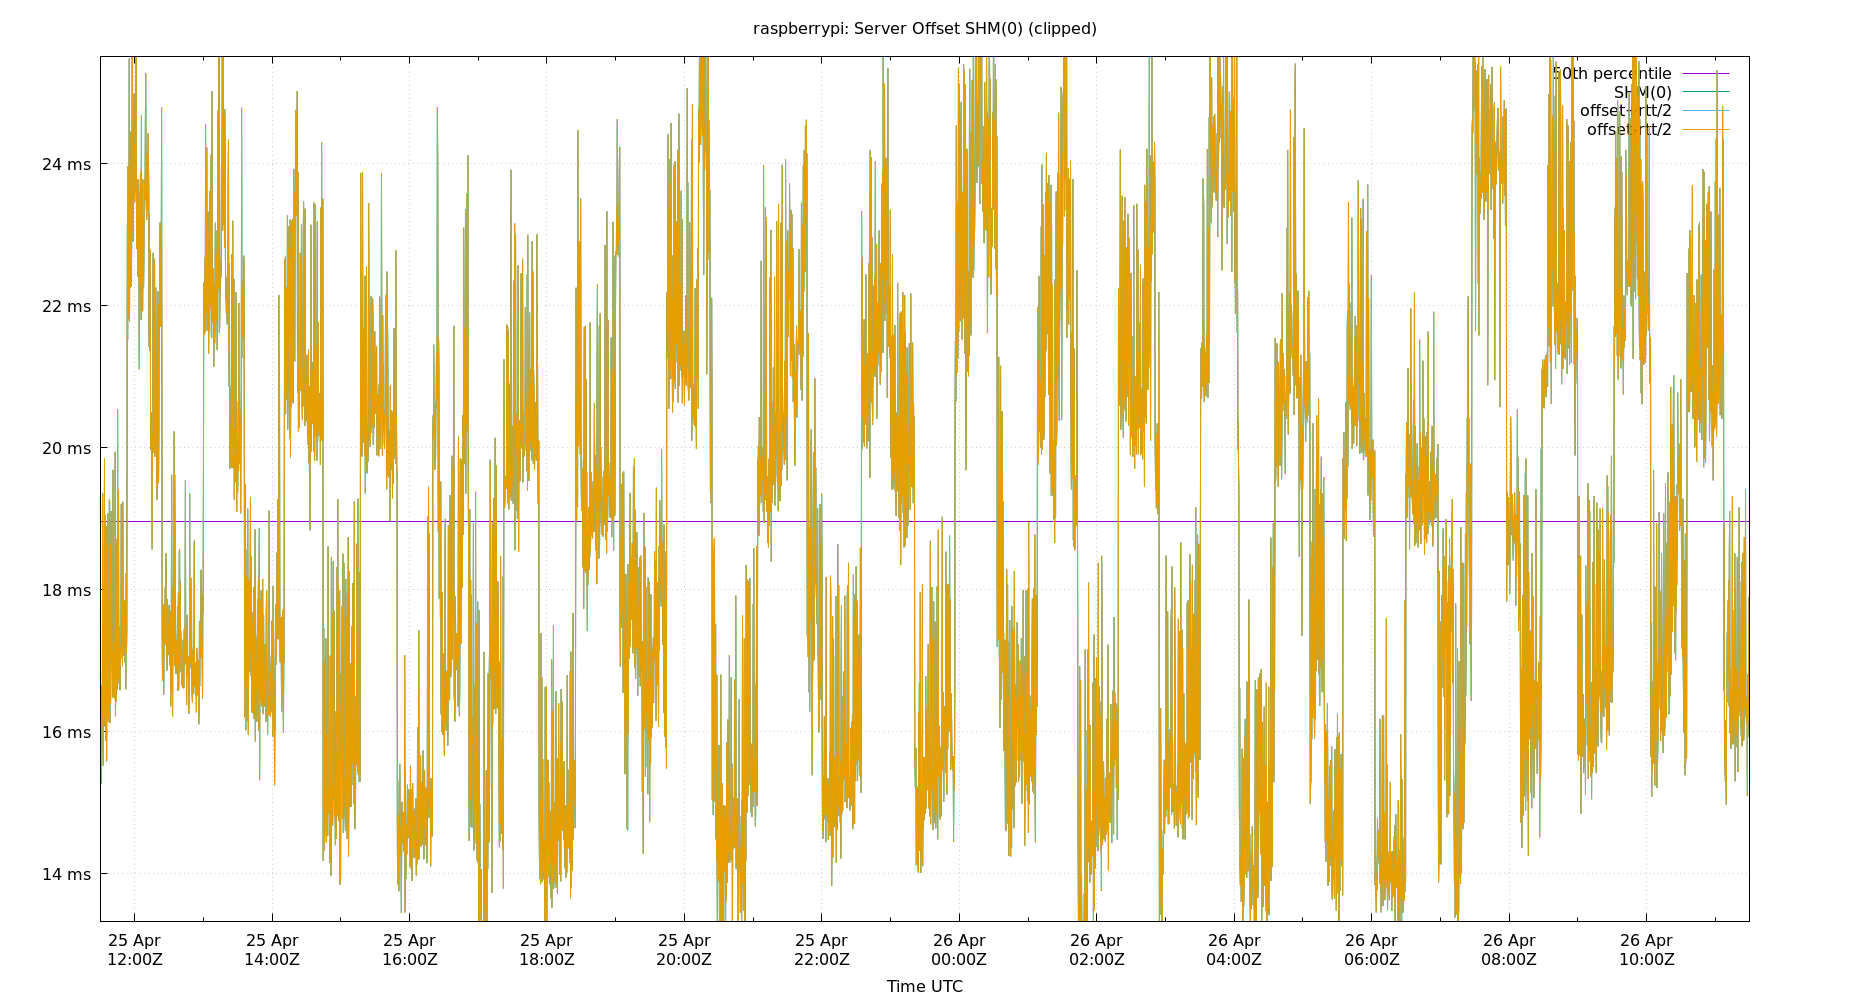 raspberrypi: Server Offset SHM(0) (clipped)
50th percentile
SHM(0)
offset-rtt/2
offset+rtt/2
24 ms
22 ms
20 ms
18 ms
16 ms
14 ms
25 Apr 25 Apr 25 Apr 25 Apr 25 Apr 25 Apr 26 Apr 26 Apr 26 Apr 26 Apr 26 Apr 26 Apr
12:00Z 14:00Z 16:00Z 18:00Z 20:00Z 22:00Z 00:00Z 02:00Z 04:00Z 06:00Z 08:00Z 10:00Z
Time UTC